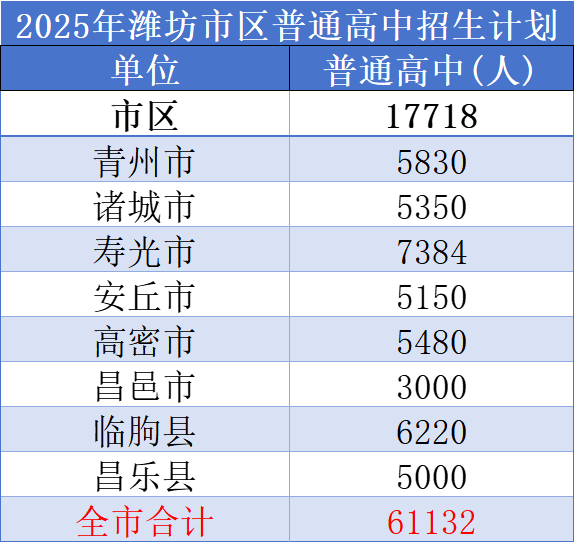 2025年潍坊市区普通高中招生计划
单位 普通高中(人)
市区 17718
青州市 5830
诸城市 5350
寿光市 7384
安丘市 5150
高密市 5480
昌邑市 3000
临朐县 6220
昌乐县 5000
全市合计 61132